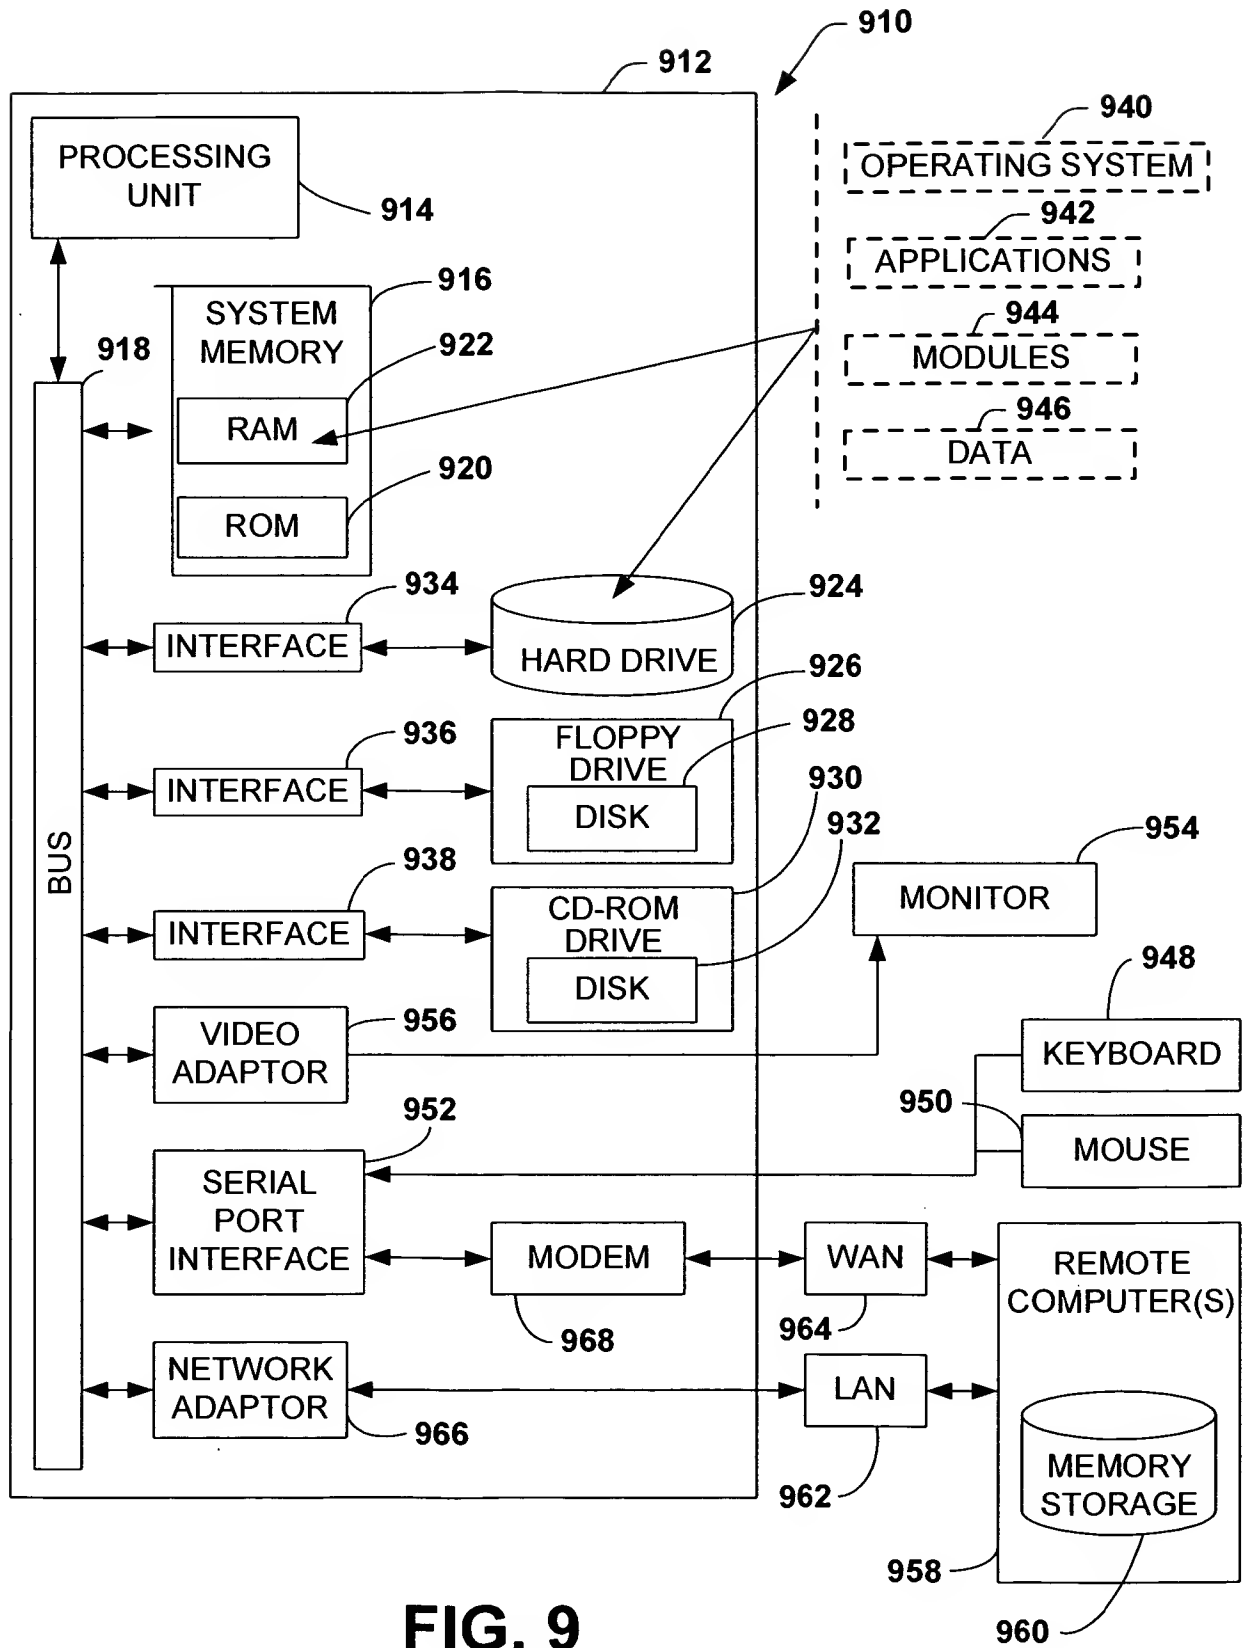 910
912
PROCESSING
UNIT
914
940
OPERATING SYSTEM
942
APPLICATIONS
944
MODULES
946
DATA
916
SYSTEM
MEMORY
918
922
RAM
920
ROM
934
INTERFACE
924
HARD DRIVE
926
936
INTERFACE
FLOPPY
DRIVE
928
DISK
930
932
BUS
938
INTERFACE
CD-ROM
DRIVE
DISK
954
MONITOR
948
KEYBOARD
956
VIDEO
ADAPTOR
950
MOUSE
952
SERIAL
PORT
INTERFACE
MODEM
968
WAN
964
REMOTE
COMPUTER(S)
NETWORK
ADAPTOR
966
LAN
962
MEMORY
STORAGE
958
960
FIG. 9